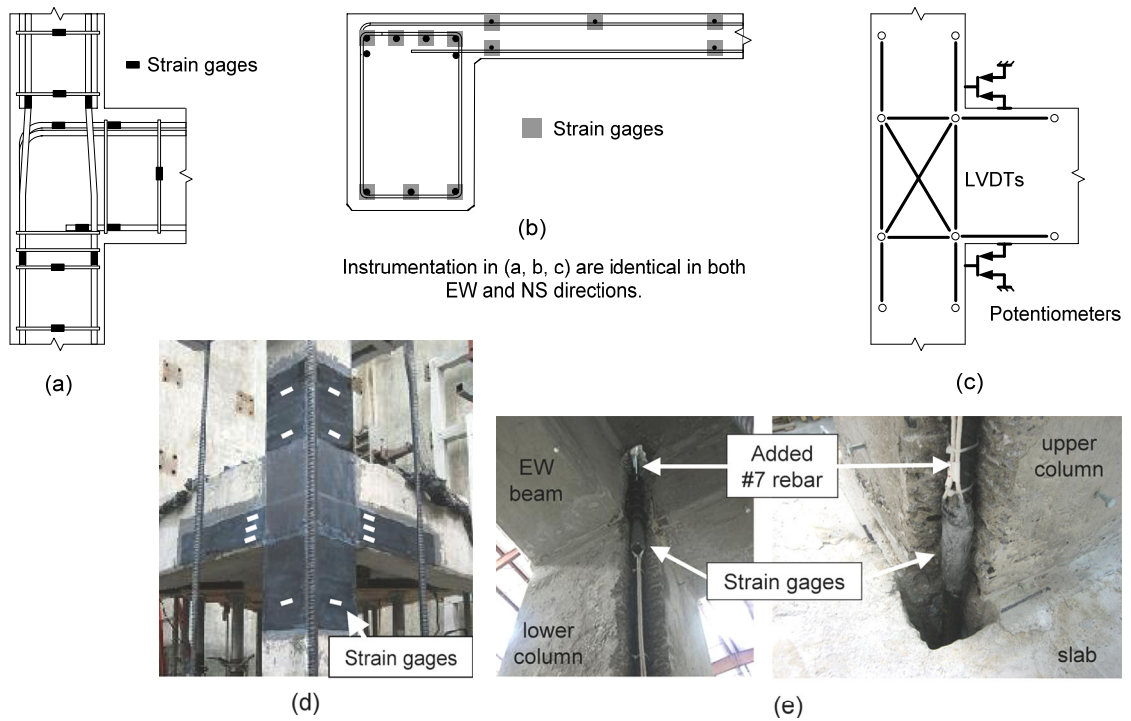 Strain gages
(a)
Strain gages
(b)
Instrumentation in (a, b, c) are identical in both
EW and NS directions.
LVDTs
Potentiometers
(c)
Strain gages
(d)
EW
beam
Added
#7 rebar
upper
column
Strain gages
lower
column
slab
(e)